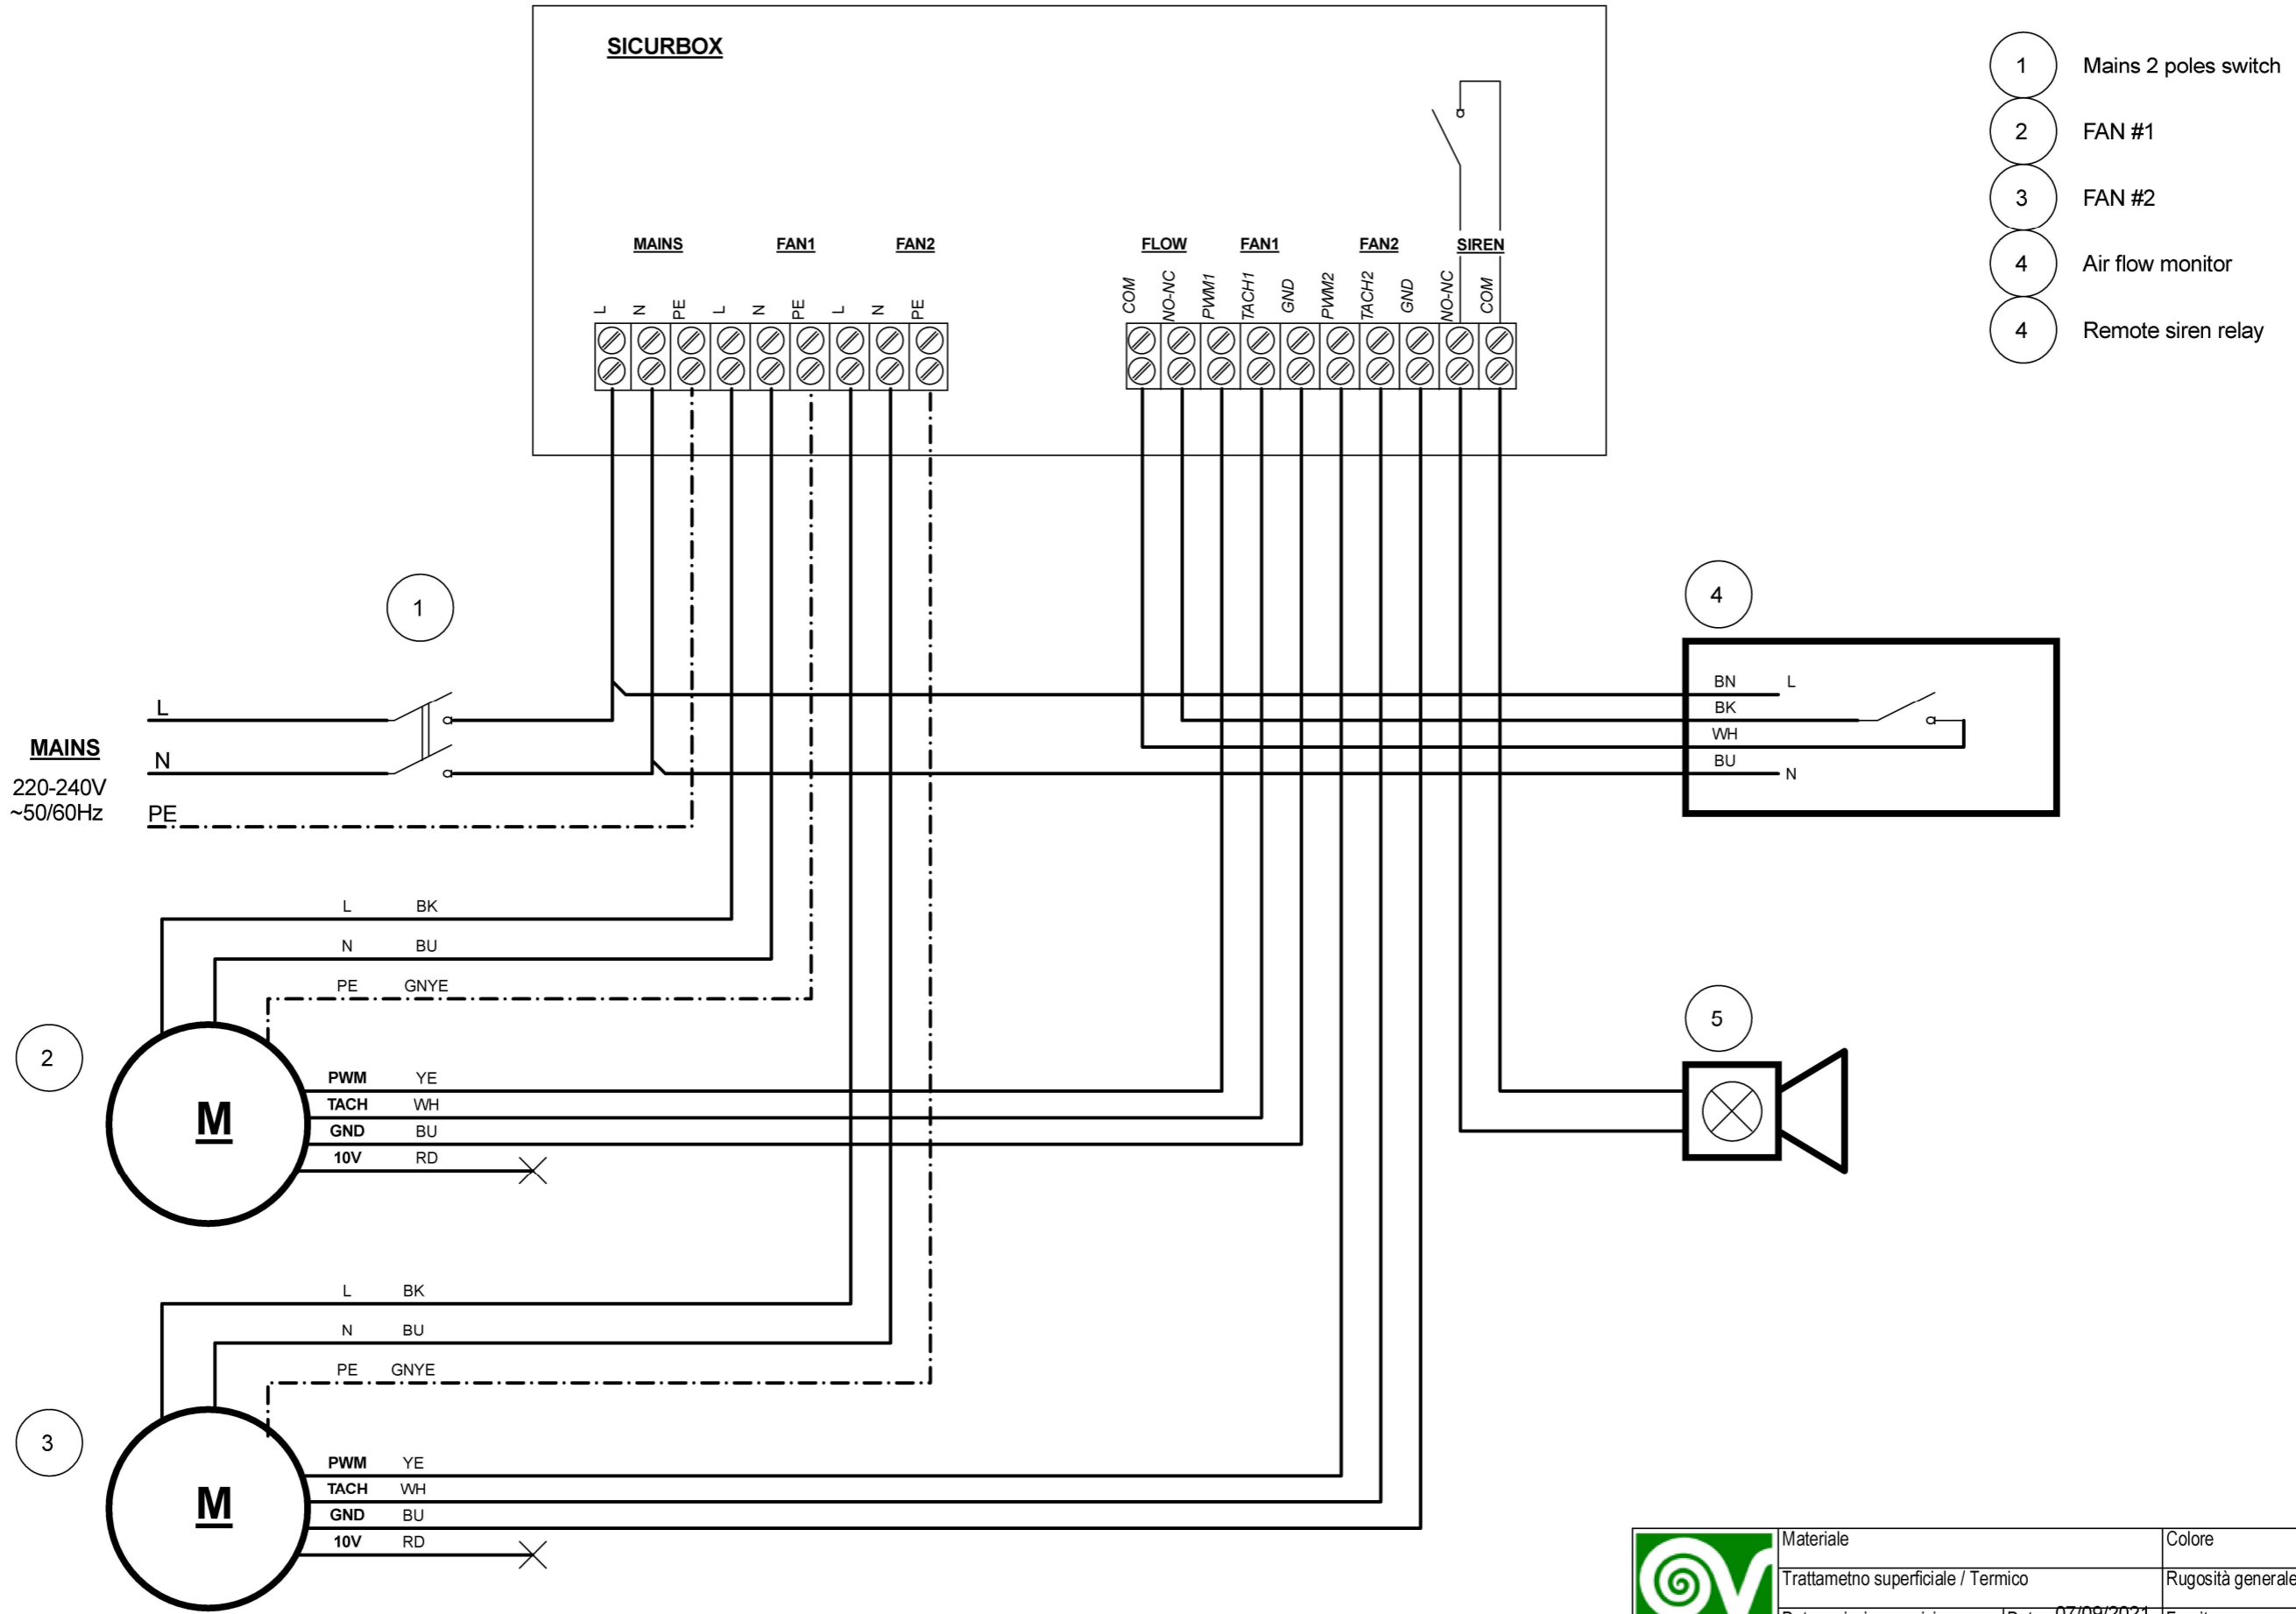 SICURBOX
1 Mains 2 poles switch
2 FAN #1
3 FAN #2
4 Air flow monitor
4 Remote siren relay
MAINS FAN1 FAN2 FLOW FAN1 FAN2 SIREN
L N PE L N PE L N PE COM NO-NC PWM1 TACH1 GND PWM2 TACH2 GND NO-NC COM
1
4
BN L
BK
WH
BU N
L
MAINS
N
220-240V
~50/60Hz
PE
L BK
N BU
PE GNYE
2
M
PWM YE
TACH WH
GND BU
10V RD
5
L BK
N BU
PE GNYE
3
M
PWM YE
TACH WH
GND BU
10V RD
Materiale Colore
Trattametno superficiale / Termico Rugosità generale
07/09/2021